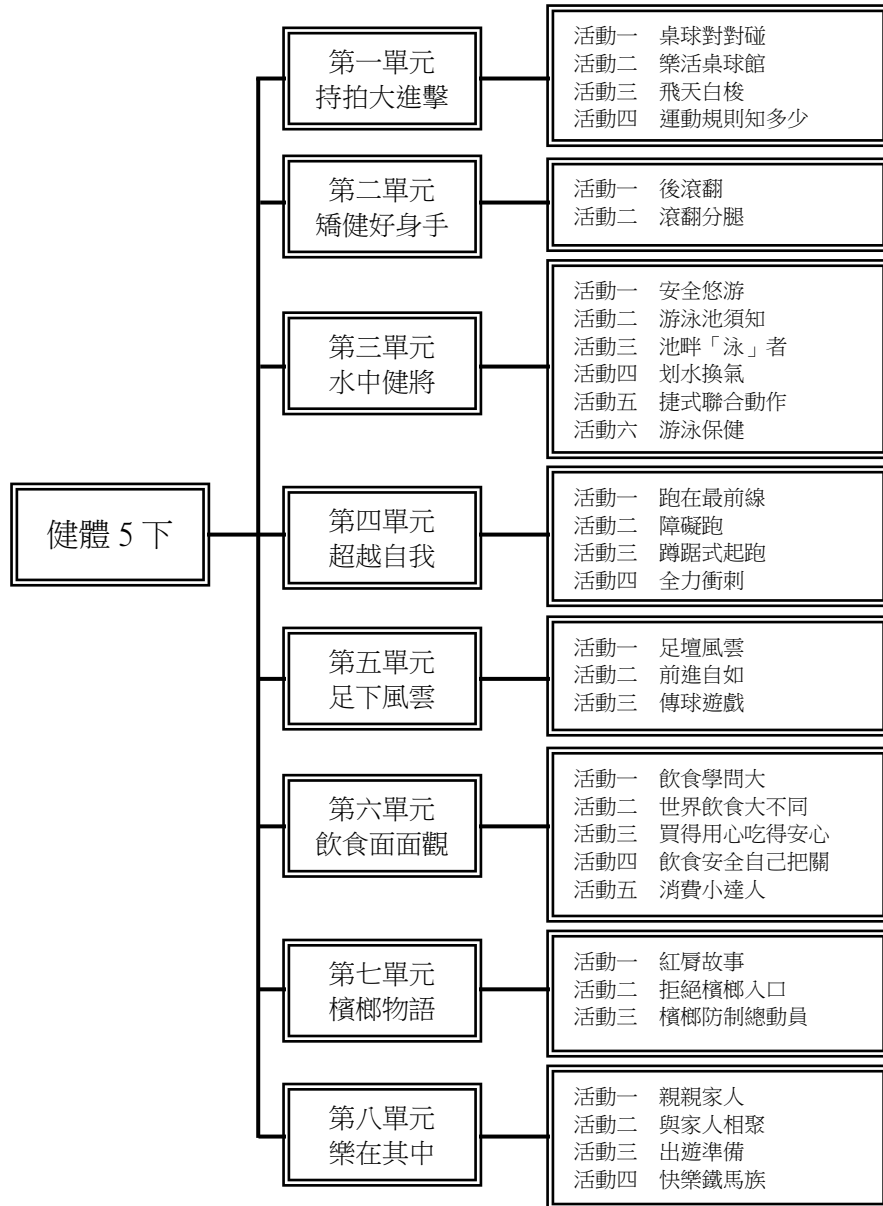 健體 5 下
第一單元
持拍大進擊
活動一 桌球對對碰
活動二 樂活桌球館
活動三 飛天白梭
活動四 運動規則知多少
第二單元
矯健好身手
活動一 後滾翻
活動二 滾翻分腿
第三單元
水中健將
活動一 安全悠游
活動二 游泳池須知
活動三 池畔「泳」者
活動四 划水換氣
活動五 捷式聯合動作
活動六 游泳保健
第四單元
超越自我
活動一 跑在最前線
活動二 障礙跑
活動三 蹲踞式起跑
活動四 全力衝刺
第五單元
足下風雲
活動一 足壇風雲
活動二 前進自如
活動三 傳球遊戲
第六單元
飲食面面觀
活動一 飲食學問大
活動二 世界飲食大不同
活動三 買得用心吃得安心
活動四 飲食安全自己把關
活動五 消費小達人
第七單元
檳榔物語
活動一 紅脣故事
活動二 拒絕檳榔入口
活動三 檳榔防制總動員
第八單元
樂在其中
活動一 親親家人
活動二 與家人相聚
活動三 出遊準備
活動四 快樂鐵馬族